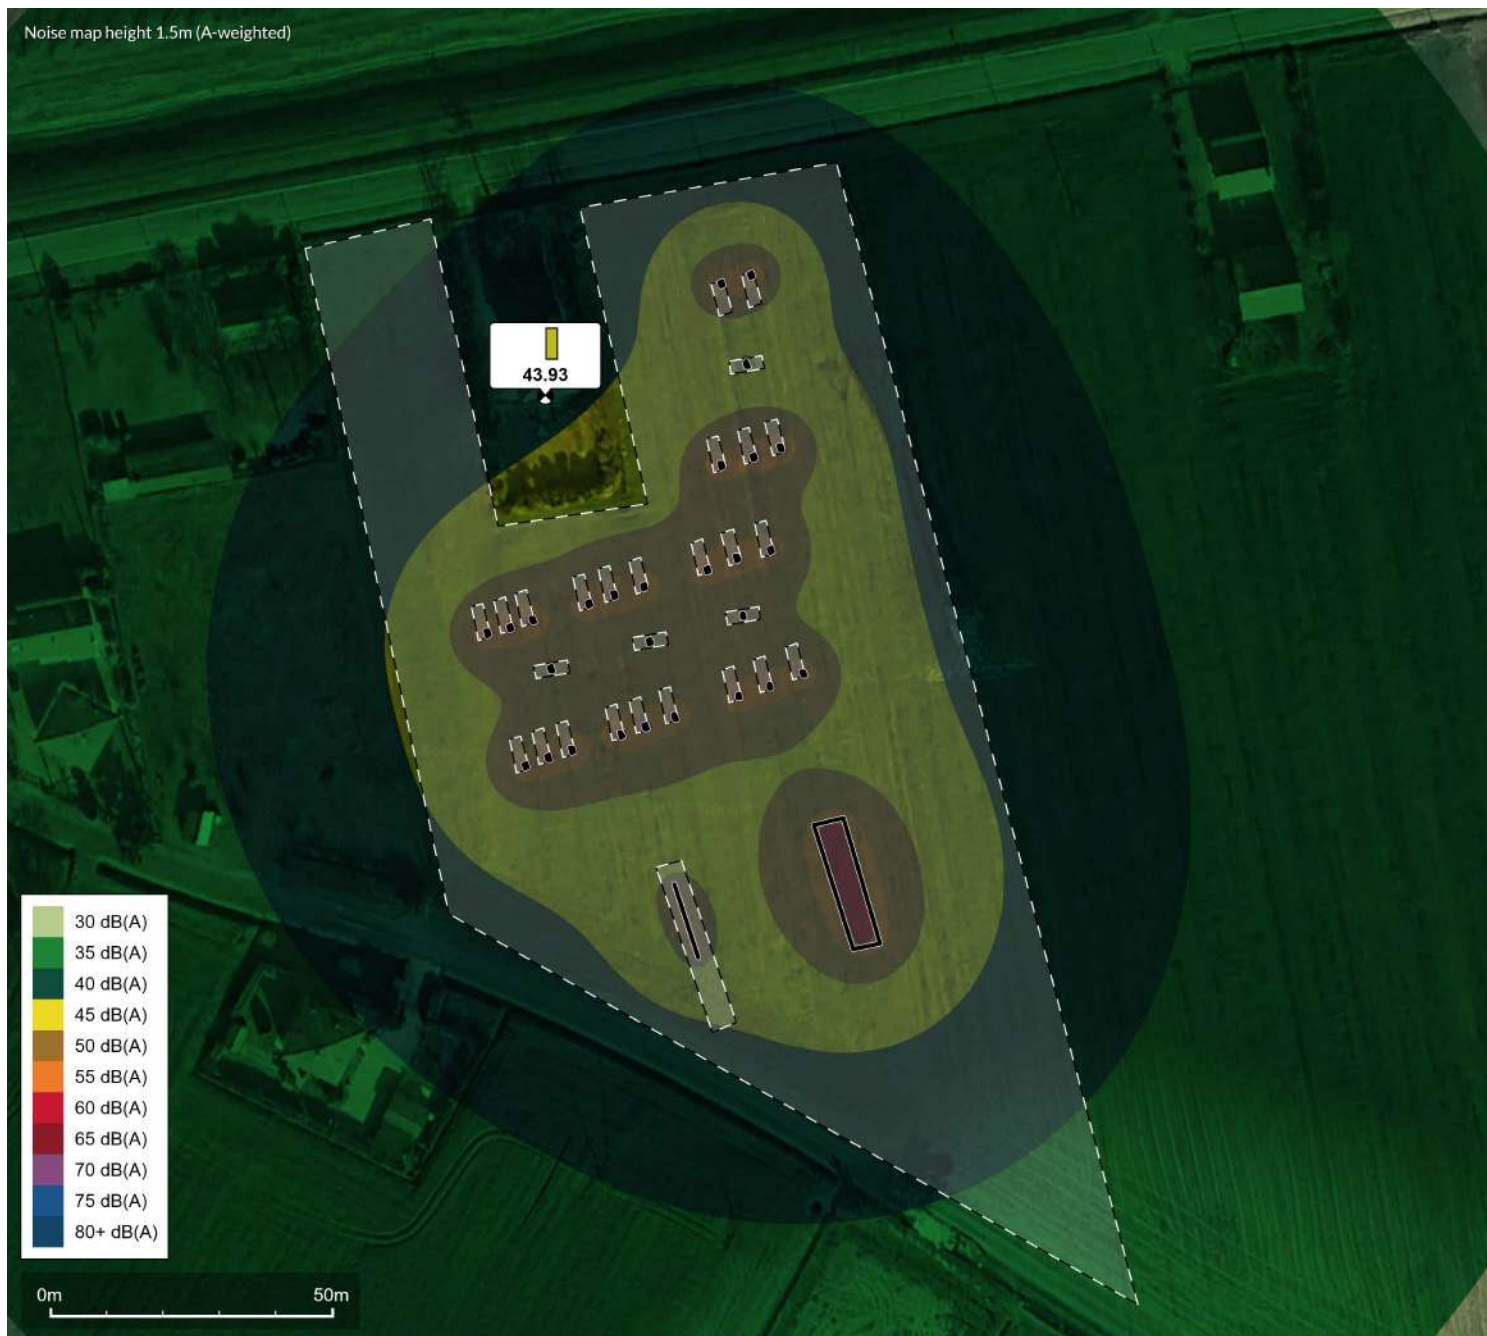 Noise map height 1.5m (A-weighted)
43.93
30 dB(A)
35 dB(A)
40 dB(A)
45 dB(A)
50 dB(A)
55 dB(A)
60 dB(A)
65 dB(A)
70 dB(A)
75 dB(A)
80+ dB(A)
0m 50m